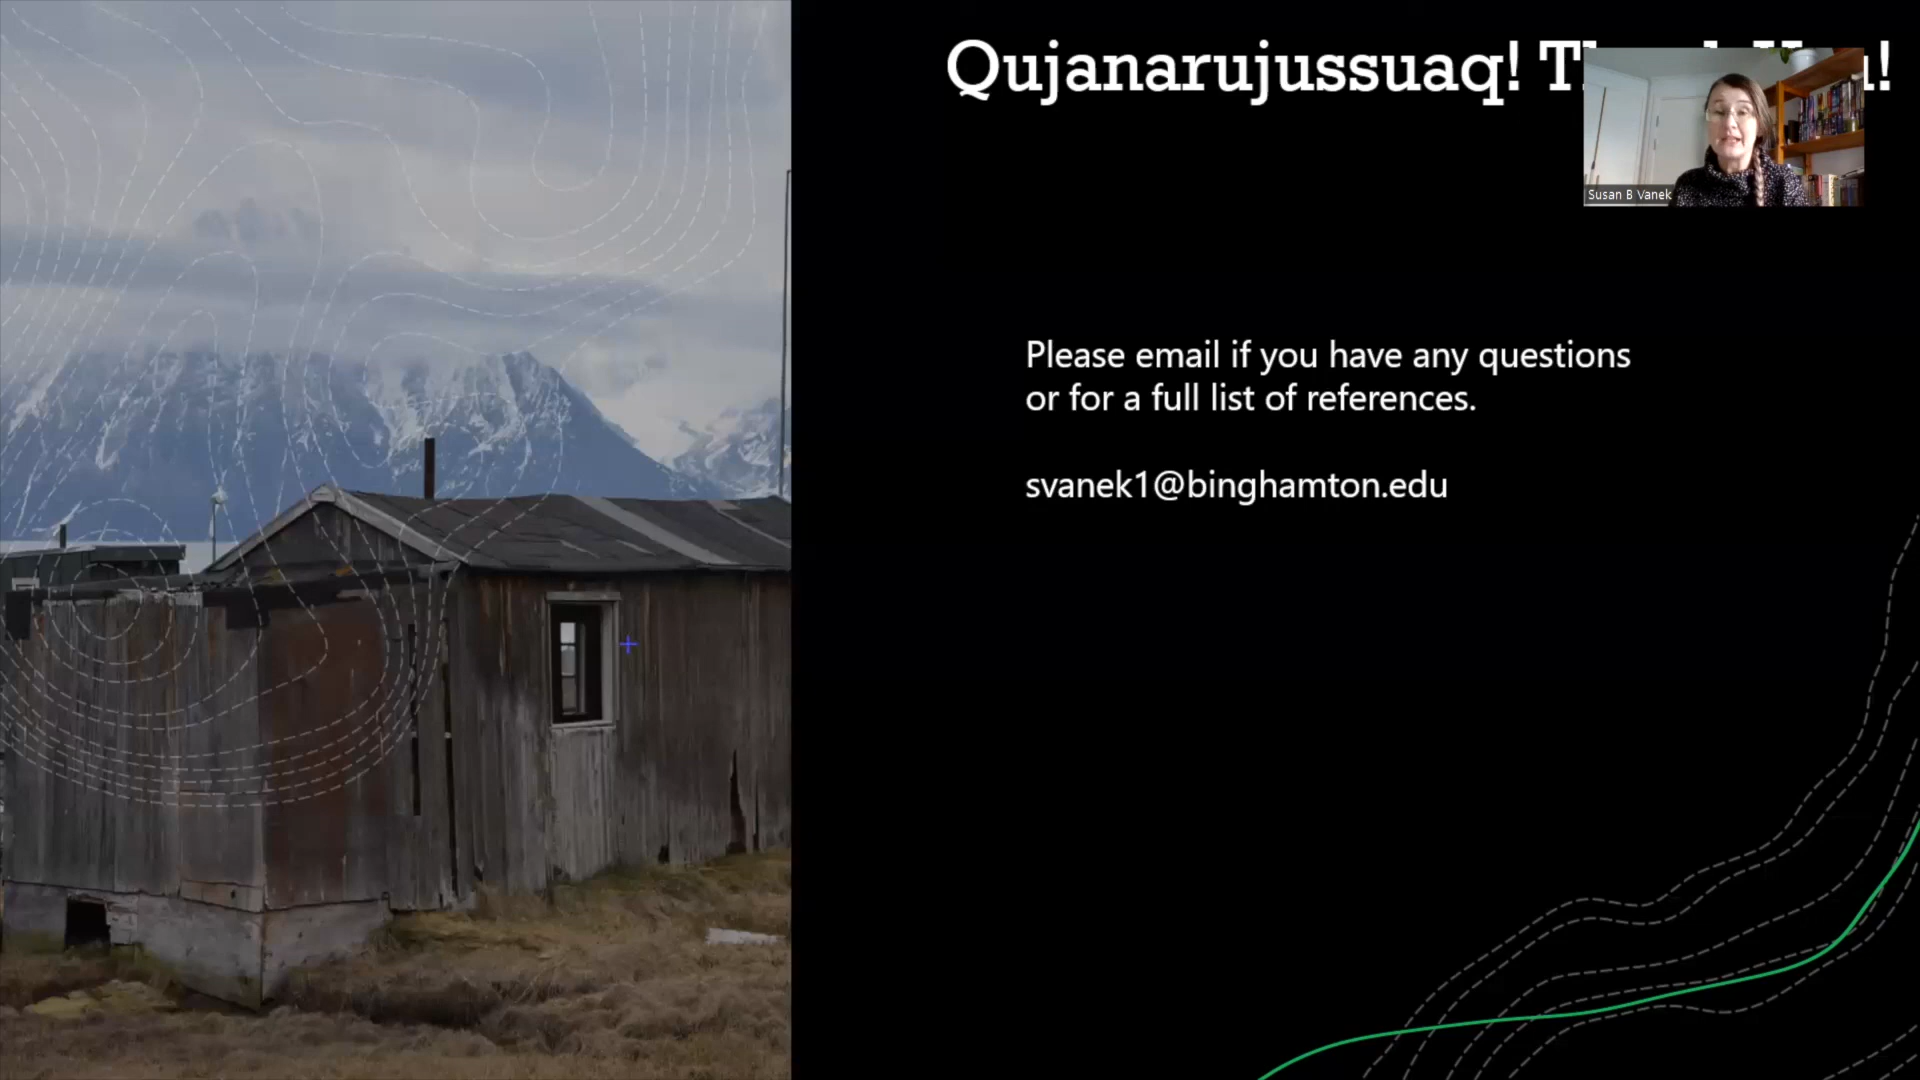 Qujanarujussuaq! !
Susan B Vanek
Please email if you have any questions
or for a full list of references.
svanek1@binghamton.edu